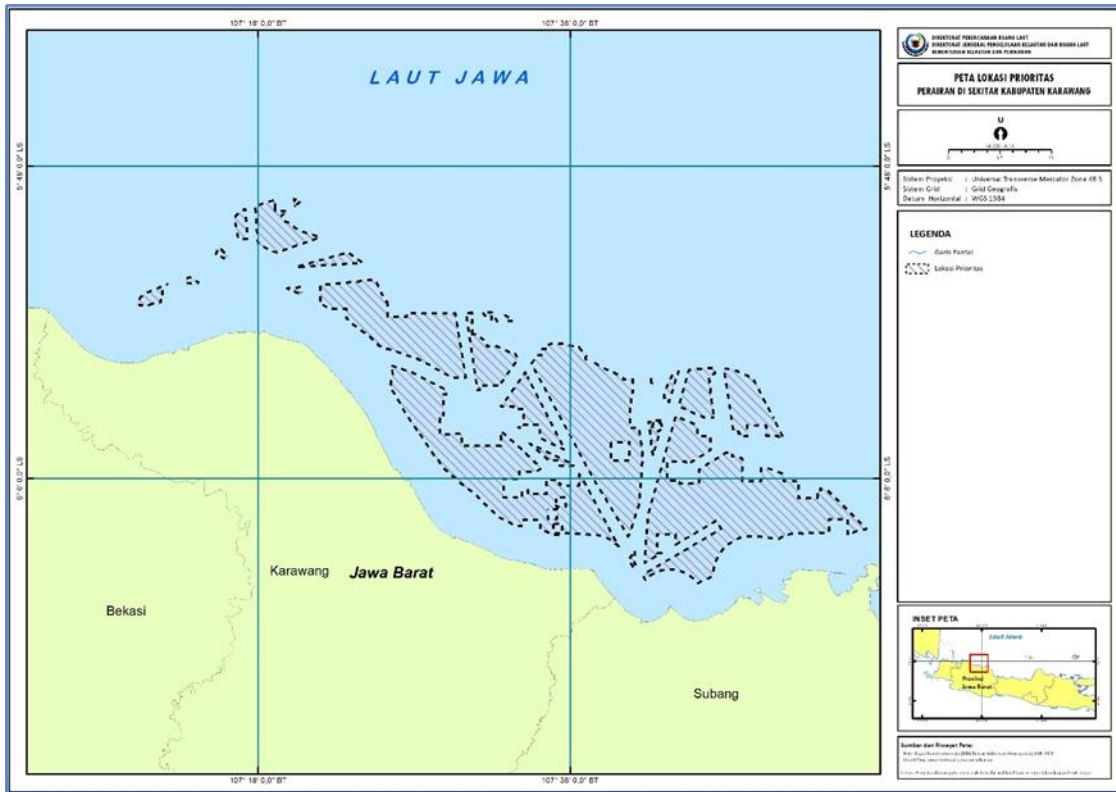 107° 18' 0,0" BT
107° 36' 0,0" BT
LAUT JAWA
5° 48' 0,0" LS
5° 48' 0,0" LS
6° 6' 0,0" LS
6° 6' 0,0" LS
Karawang
Jawa Barat
Bekasi
Subang
107° 18' 0,0" BT
107° 36' 0,0" BT
DIREKTORAT PERENCANAAN RUANG LAUT
DIREKTORAT JENDERAL PENGELOLAAN KELAUTAN DAN RUANG LAUT
KEMENTERIAN KELAUTAN DAN PERIKANAN
PETA LOKASI PRIORITAS
PERAIRAN DI SEKITAR KABUPATEN KARAWANG
U
Sistem Proyeksi : Universal Transverse Mercator Zone 48 S
Sistem Grid : Grid Geografis
Datum Horizontal : WGS 1984
LEGENDA
Garis Pantai
Lokasi Prioritas
INSET PETA
Laut Jawa
Provinsi
Jawa Barat
Sumber dan Riwayat Peta: